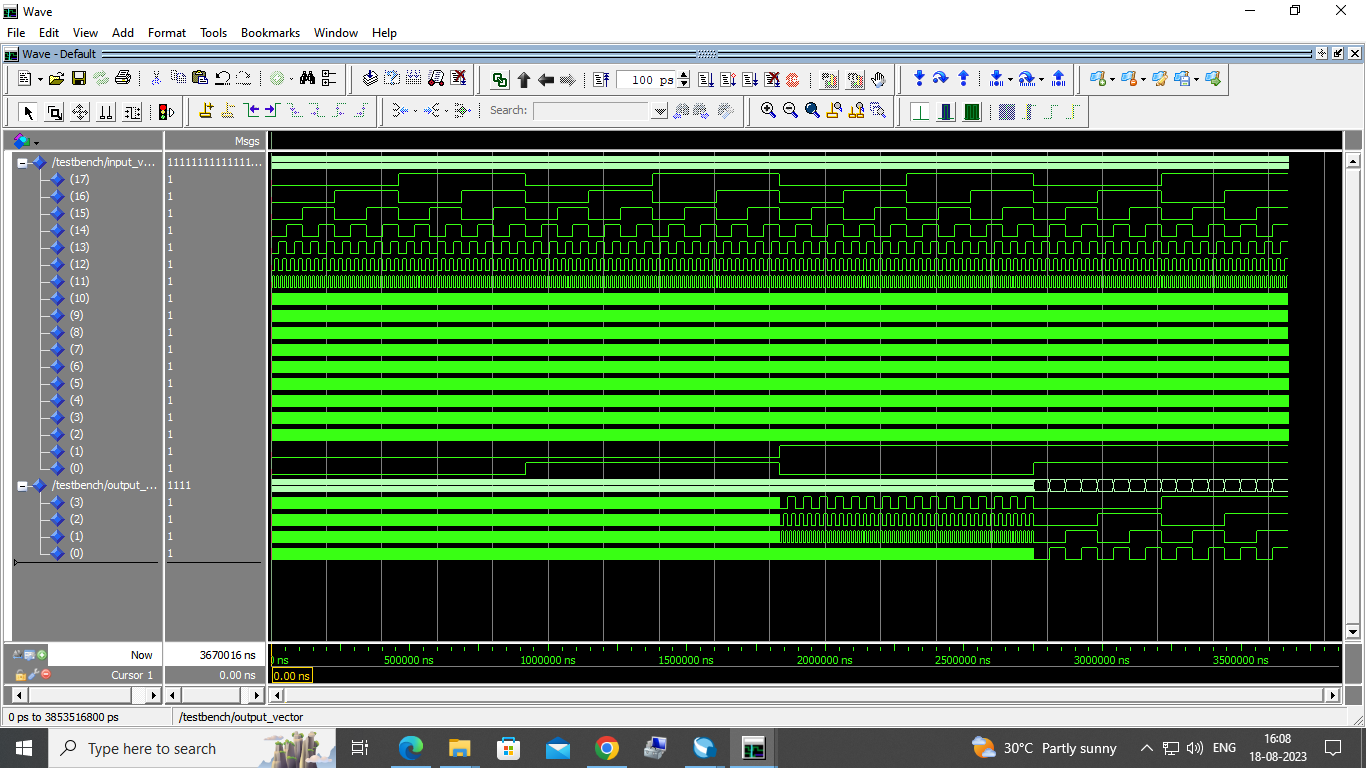 Wave
File Edit View Add Format Tools Bookmarks Window Help
Wave - Default
100 ps
Search:
Msgs
/testbench/input_v... 11111111111111...
(17) 1
(16) 1
(15) 1
(14) 1
(13) 1
(12) 1
(11) 1
(10) 1
(9) 1
(8) 1
(7) 1
(6) 1
(5) 1
(4) 1
(3) 1
(2) 1
(1) 1
(0) 1
/testbench/output_... 1111
(3) 1
(2) 1
(1) 1
(0) 1
Now 3670016 ns
ns 500000 ns 1000000 ns 1500000 ns 2000000 ns 2500000 ns 3000000 ns 3500000 ns
Cursor 1 0.00 ns 0.00 ns
0 ps to 3853516800 ps /testbench/output_vector
Type here to search
30°C Partly sunny ENG 16:08
18-08-2023